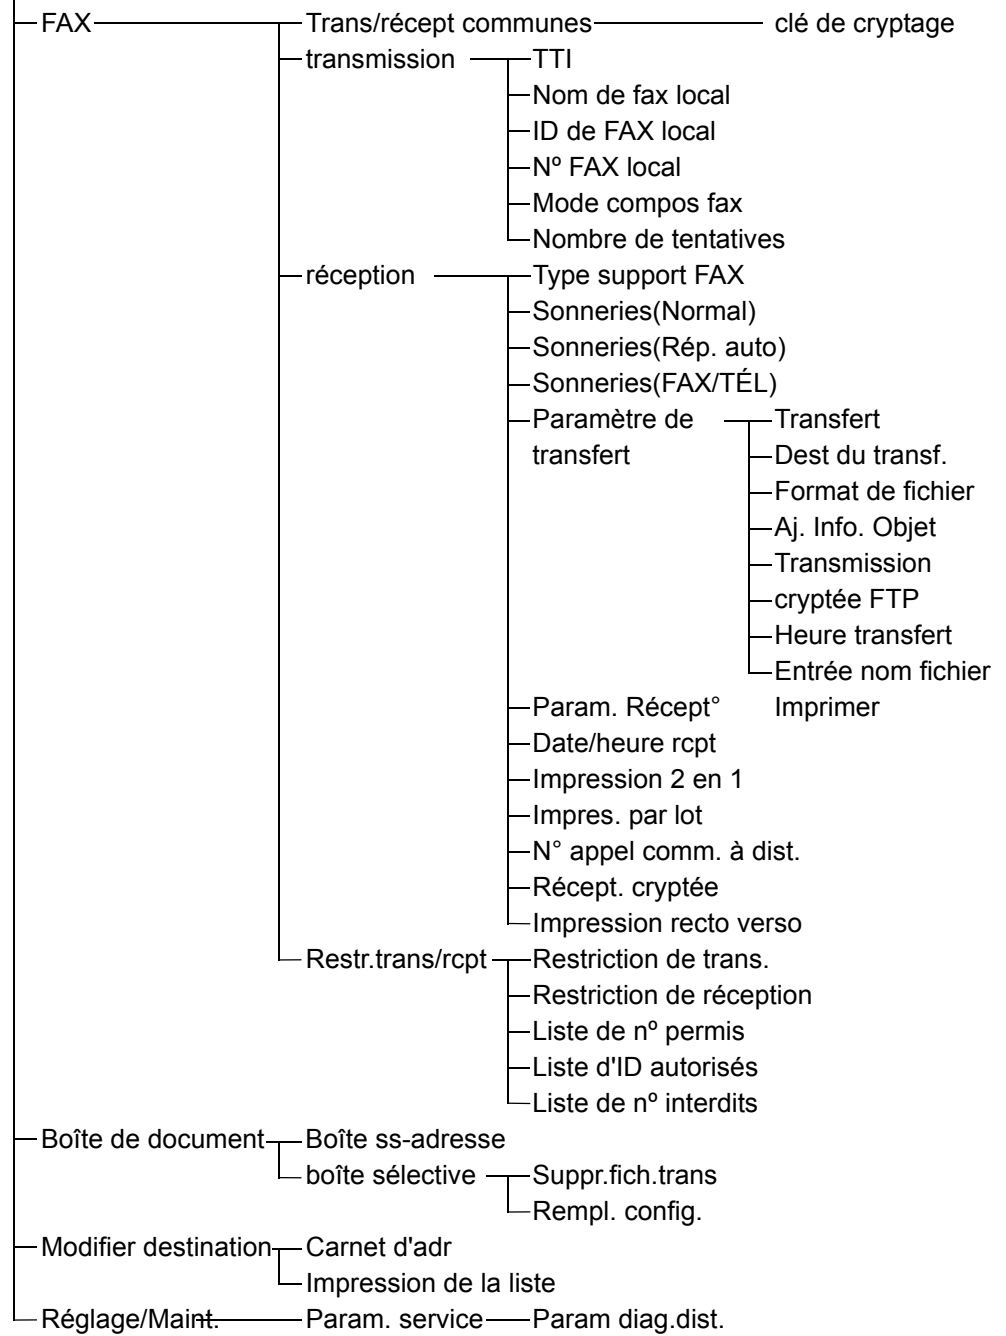 FAX Trans/récept communes clé de cryptage
transmission TTI
Nom de fax local
ID de FAX local
Nº FAX local
Mode compos fax
Nombre de tentatives
réception Type support FAX
Sonneries(Normal)
Sonneries(Rép. auto)
Sonneries(FAX/TÉL)
Paramètre de Transfert
transfert Dest du transf.
Format de fichier
Aj. Info. Objet
Transmission
cryptée FTP
Heure transfert
Entrée nom fichier
Param. Récept° Imprimer
Date/heure rcpt
Impression 2 en 1
Impres. par lot
N° appel comm. à dist.
Récept. cryptée
Impression recto verso
Restr.trans/rcpt Restriction de trans.
Restriction de réception
Liste de nº permis
Liste d'ID autorisés
Liste de nº interdits
Boîte de document Boîte ss-adresse
boîte sélective Suppr.fich.trans
Rempl. config.
Modifier destination Carnet d'adr
Impression de la liste
Réglage/Maint. Param. service Param diag.dist.